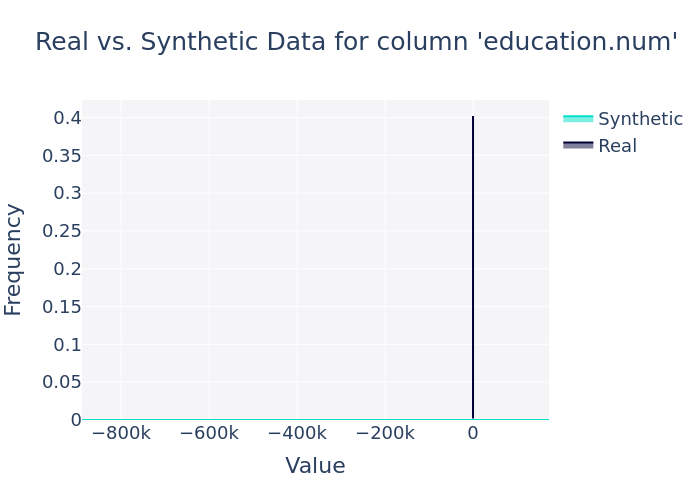 Real vs. Synthetic Data for column 'education.num'
Synthetic
Real
Frequency
0.4
0.35
0.3
0.25
0.2
0.15
0.1
0.05
0
−800k −600k −400k −200k 0
Value